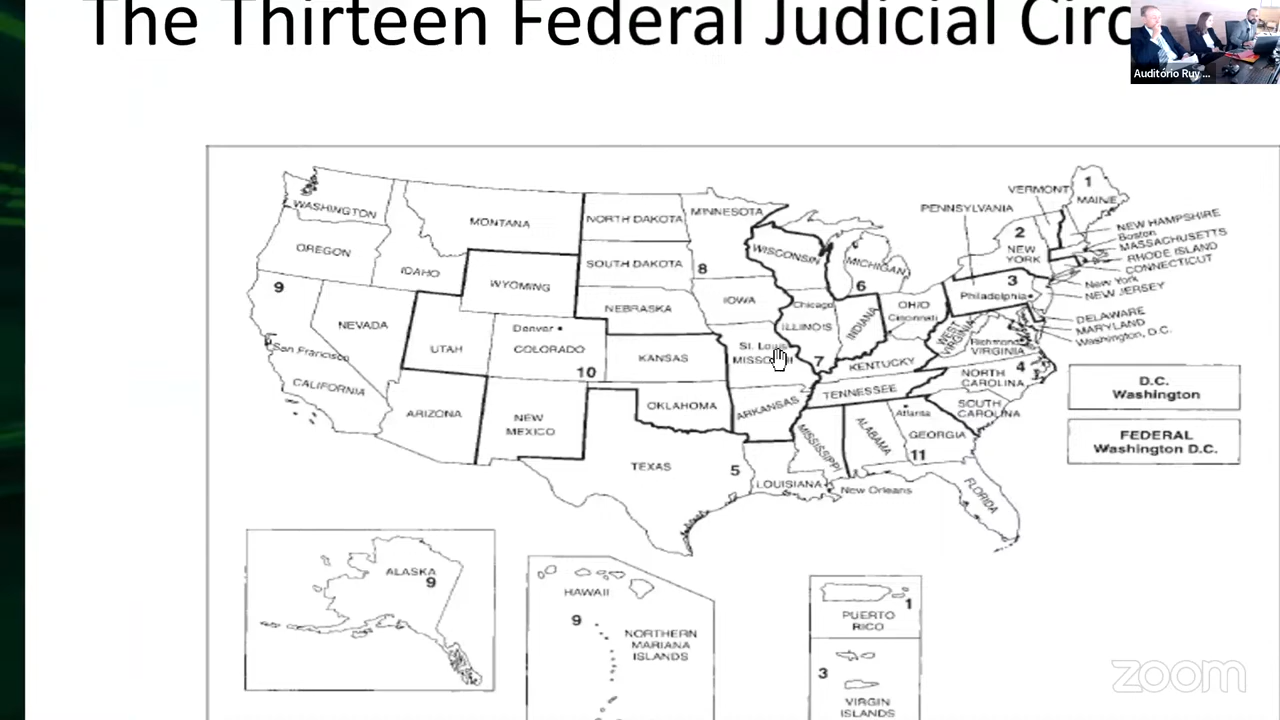 The Thirteen Federal Judicial Circ
Auditório Ruy ...
WASHINGTON
MONTANA
NORTH DAKOTA
MINNESOTA
VERMONT
1
MAINE
PENNSYLVANIA
OREGON
IDAHO
SOUTH DAKOTA
8
WISCONSIN
MICHIGAN
6
2
NEW
YORK
NEW HAMPSHIRE
Boston
MASSACHUSETTS
RHODE ISLAND
CONNECTICUT
New York
NEW JERSEY
9
WYOMING
NEBRASKA
IOWA
Chicago
ILLINOIS
INDIANA
OHIO
Cincinnati
3
Philadelphia
DELAWARE
MARYLAND
Washington, D.C.
NEVADA
San Francisco
CALIFORNIA
UTAH
Denver
COLORADO
10
KANSAS
St. Louis
MISSOURI
7
KENTUCKY
WEST
VIRGINIA
Richmond
VIRGINIA
4
ARIZONA
NEW
MEXICO
OKLAHOMA
ARKANSAS
TENNESSEE
NORTH
CAROLINA
SOUTH
CAROLINA
D.C.
Washington
TEXAS
5
LOUISIANA
MISSISSIPPI
ALABAMA
Atlanta
GEORGIA
11
New Orleans
FLORIDA
FEDERAL
Washington D.C.
ALASKA
9
HAWAII
9
NORTHERN
MARIANA
ISLANDS
1
PUERTO
RICO
3
VIRGIN
ISLANDS
zoom